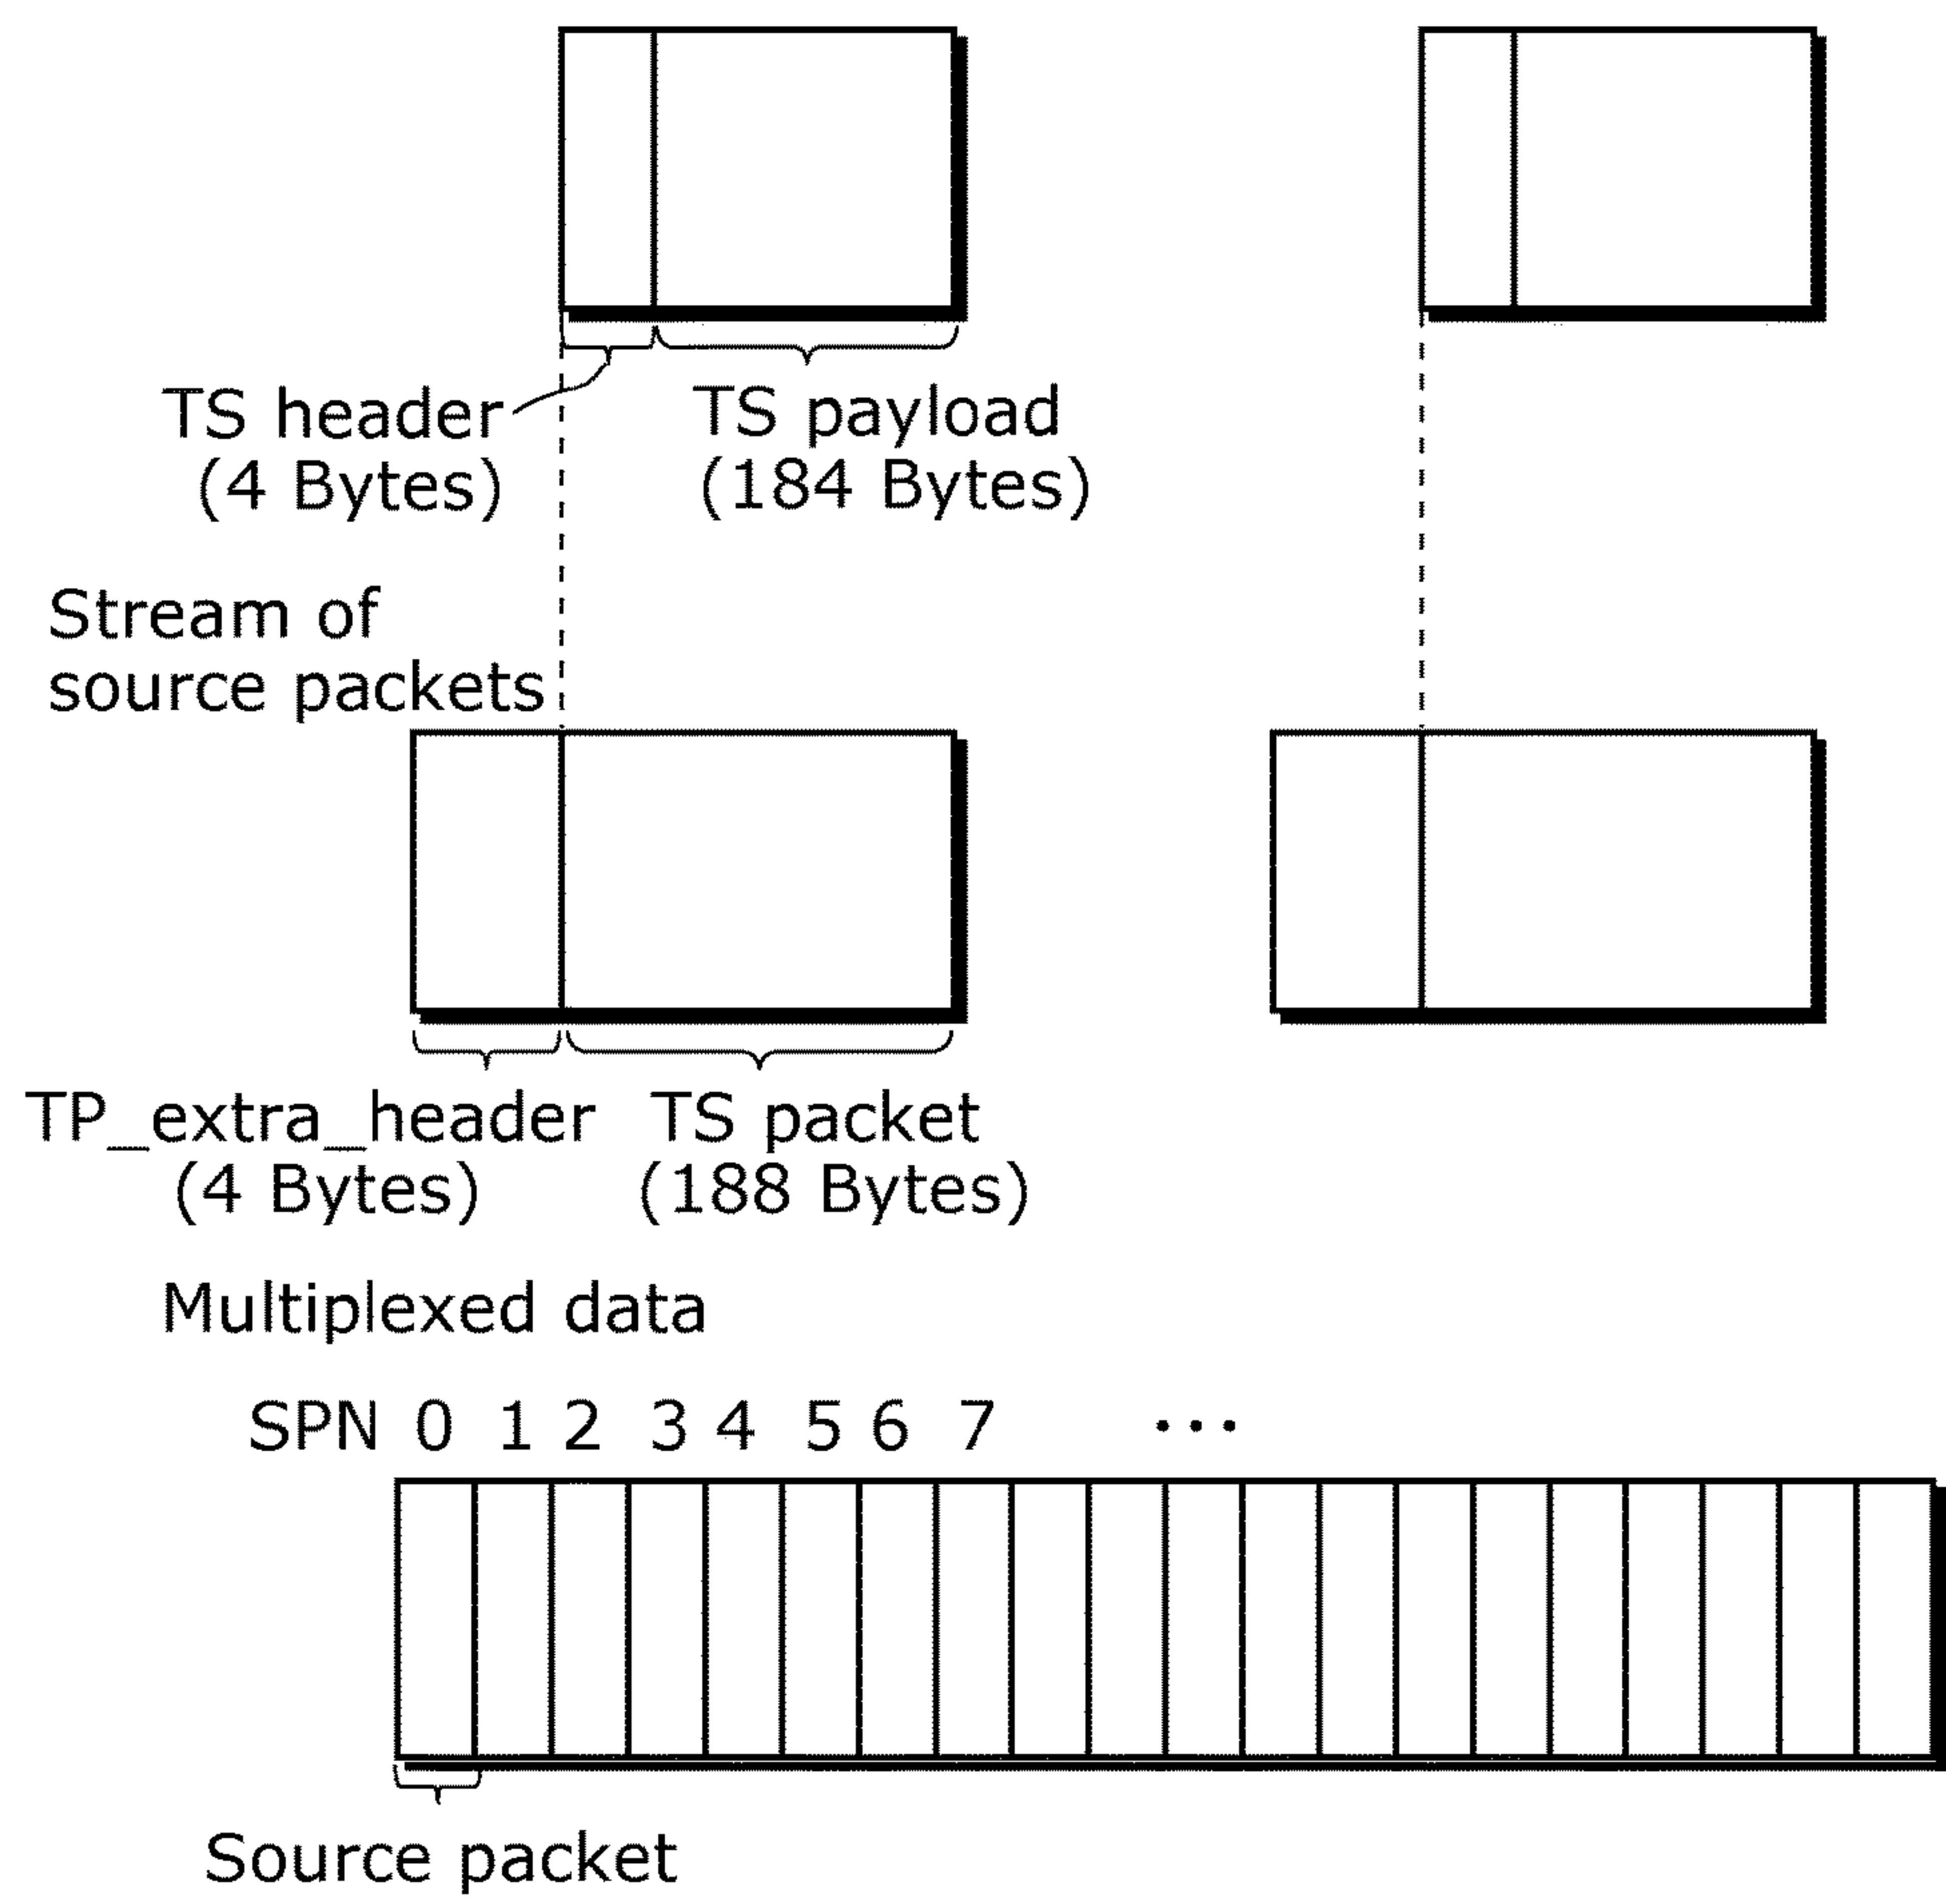 TS header
(4 Bytes)
TS payload
(184 Bytes)
Stream of
source packets
TP_extra_header
(4 Bytes)
TS packet
(188 Bytes)
Multiplexed data
SPN 0 1 2 3 4 5 6 7 ...
Source packet